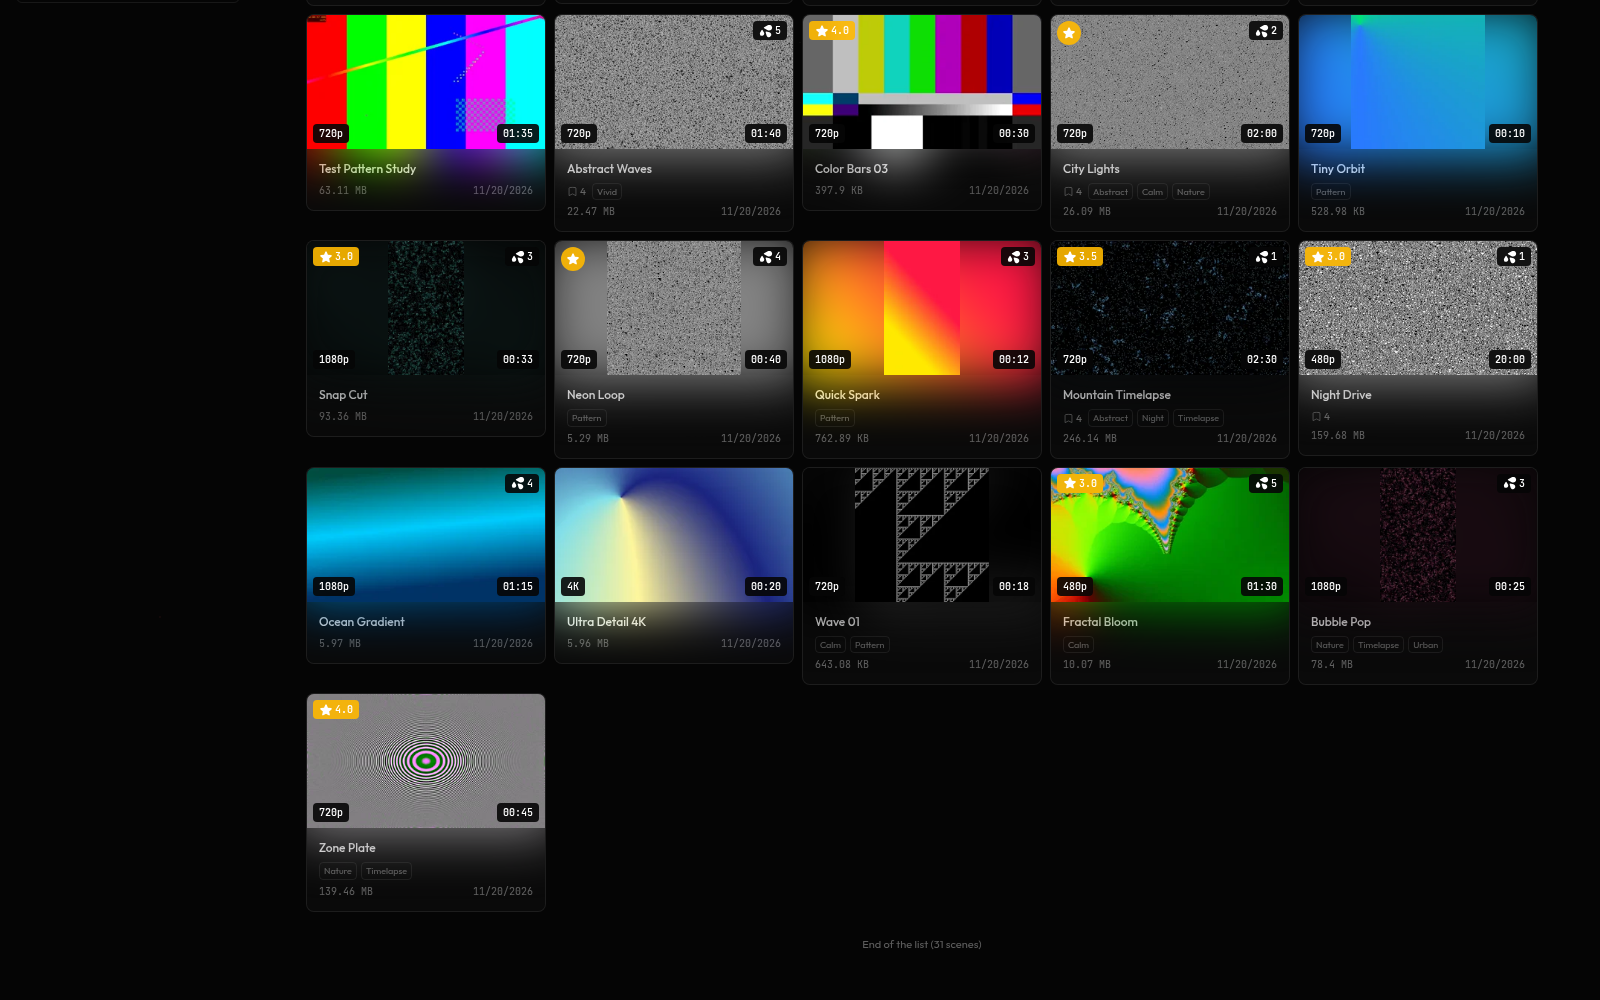 720p 01:35
Test Pattern Study
63.11 MB 11/20/2026
5
720p 01:40
Abstract Waves
4 Vivid
22.47 MB 11/20/2026
4.0
720p 00:30
Color Bars 03
397.9 KB 11/20/2026
2
720p 02:00
City Lights
4 Abstract Calm Nature
26.09 MB 11/20/2026
720p 00:10
Tiny Orbit
Pattern
528.98 KB 11/20/2026
3.0 3
1080p 00:33
Snap Cut
93.36 MB 11/20/2026
4
720p 00:40
Neon Loop
Pattern
5.29 MB 11/20/2026
3
1080p 00:12
Quick Spark
Pattern
762.89 KB 11/20/2026
3.5 1
720p 02:30
Mountain Timelapse
4 Abstract Night Timelapse
246.14 MB 11/20/2026
3.0 1
480p 20:00
Night Drive
4
159.68 MB 11/20/2026
4
1080p 01:15
Ocean Gradient
5.97 MB 11/20/2026
4K 00:20
Ultra Detail 4K
5.96 MB 11/20/2026
720p 00:18
Wave 01
Calm Pattern
643.08 KB 11/20/2026
3.0 5
480p 01:30
Fractal Bloom
Calm
10.07 MB 11/20/2026
3
1080p 00:25
Bubble Pop
Nature Timelapse Urban
78.4 MB 11/20/2026
4.0
720p 00:45
Zone Plate
Nature Timelapse
139.46 MB 11/20/2026
End of the list (31 scenes)